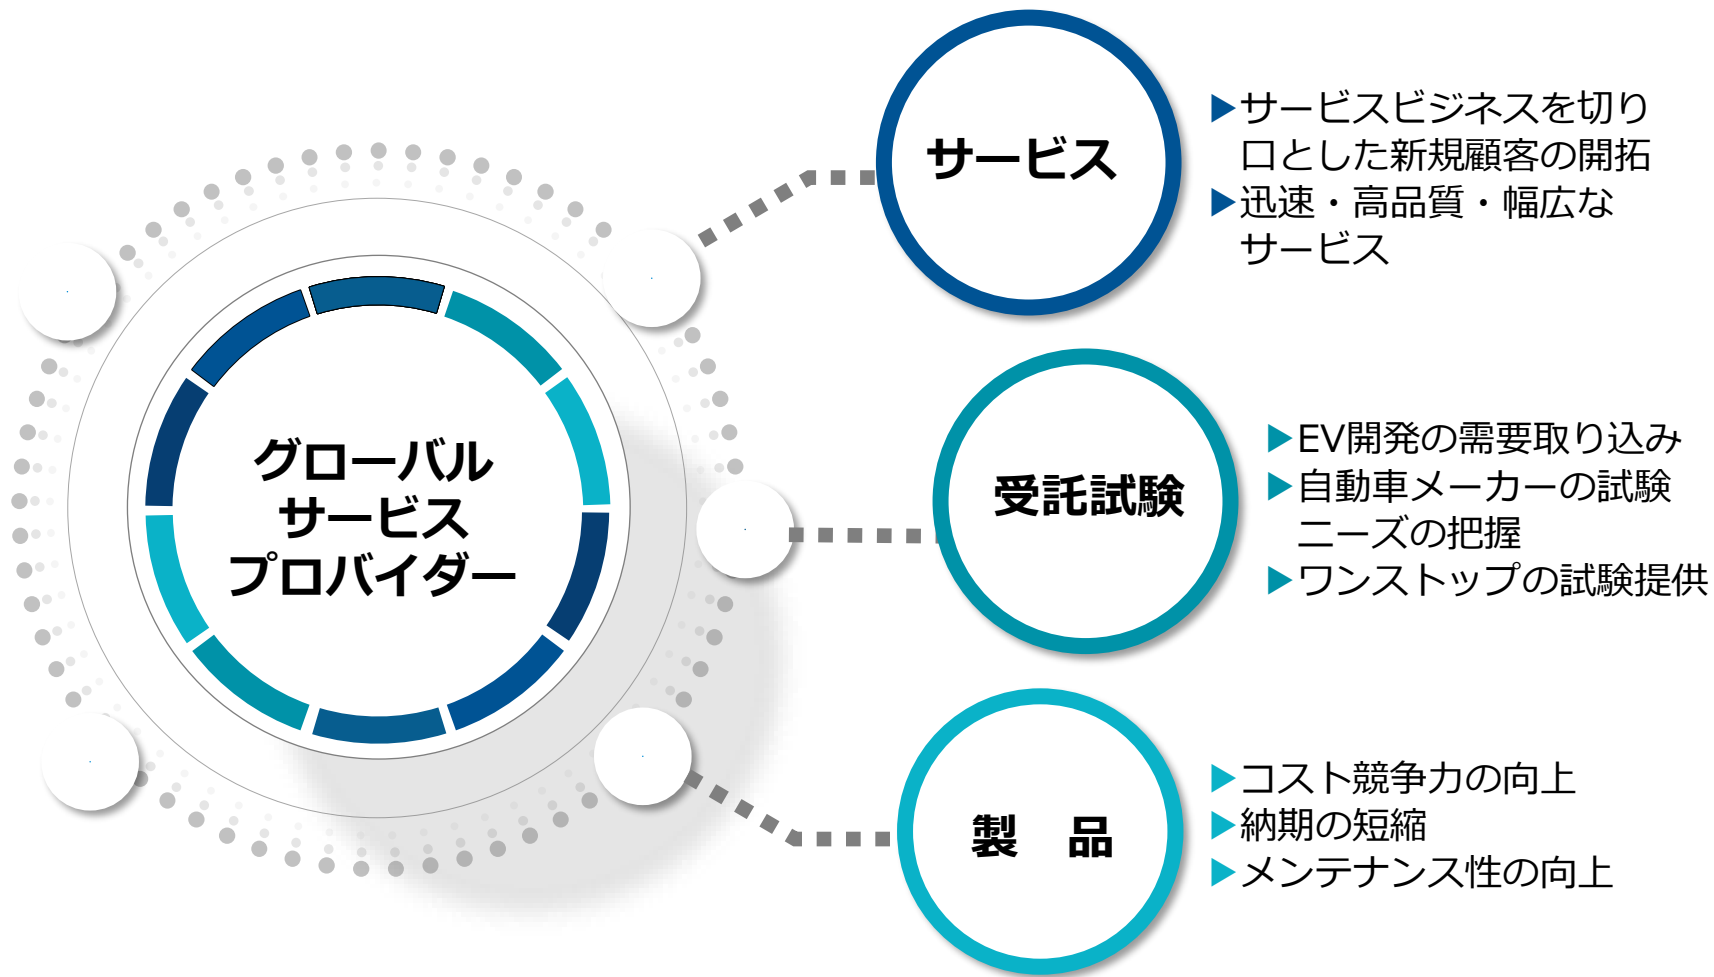 グローバル
サービス
プロバイダー
サービス
▶サービスビジネスを切り
口とした新規顧客の開拓
▶迅速・高品質・幅広な
サービス
受託試験
▶EV開発の需要取り込み
▶自動車メーカーの試験
ニーズの把握
▶ワンストップの試験提供
製　品
▶コスト競争力の向上
▶納期の短縮
▶メンテナンス性の向上